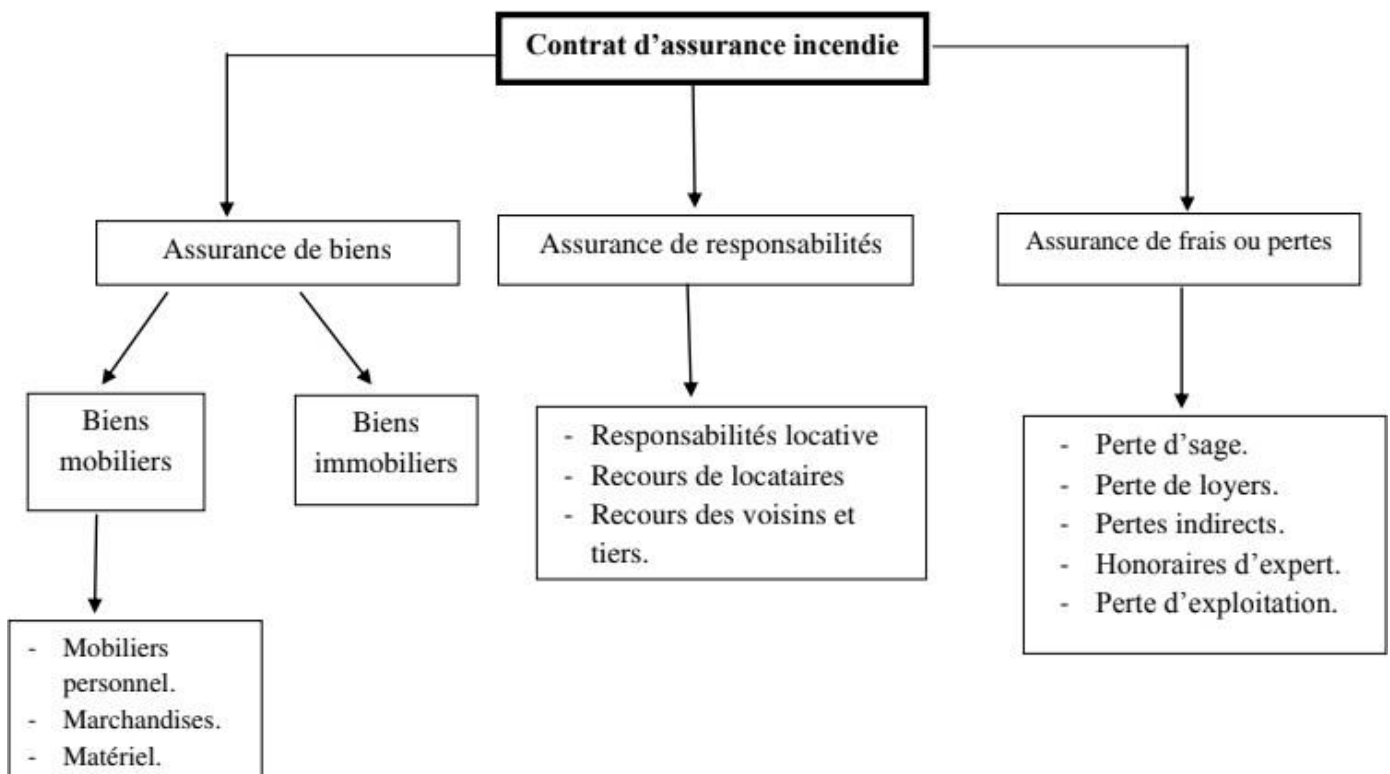 Contrat d'assurance incendie
Assurance de biens
Assurance de responsabilités
Assurance de frais ou pertes
Biens
mobiliers
Biens
immobiliers
- Responsabilités locative
- Recours de locataires
- Recours des voisins et
tiers.
- Perte d'sage.
- Perte de loyers.
- Pertes indirects.
- Honoraires d'expert.
- Perte d'exploitation.
- Mobiliers
personnel.
- Marchandises.
- Matériel.